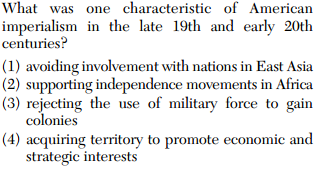 What was one characteristic of American
imperialism in the late 19th and early 20th
centuries?
(1) avoiding involvement with nations in East Asia
(2) supporting independence movements in Africa
(3) rejecting the use of military force to gain
colonies
(4) acquiring territory to promote economic and
strategic interests